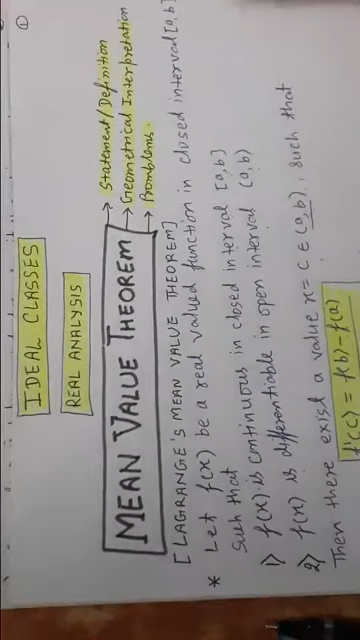 ①
IDEAL CLASSES
REAL ANALYSIS
MEAN VALUE THEOREM
→ Statement/Definition
→ Geometrical Interpretation
→ Problems.
[LAGRANGE'S MEAN VALUE THEOREM]
* Let f(x) be a real valued function in closed interval [a,b]
Such that
1) f(x) is continuous in closed interval [a,b]
2) f(x) is differentiable in open interval (a,b)
Then there exist a value x = c ∈ (a,b), such that
f'(c) = f(b) - f(a)